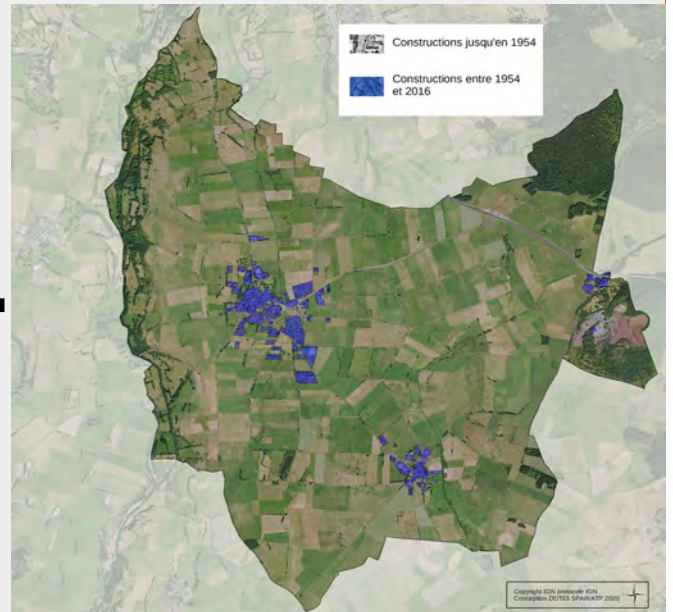 Constructions jusqu'en 1954
Constructions entre 1954
et 2016
Copyright IGN protocole IGN
Conception DDT63 SPAR/ATP 2020